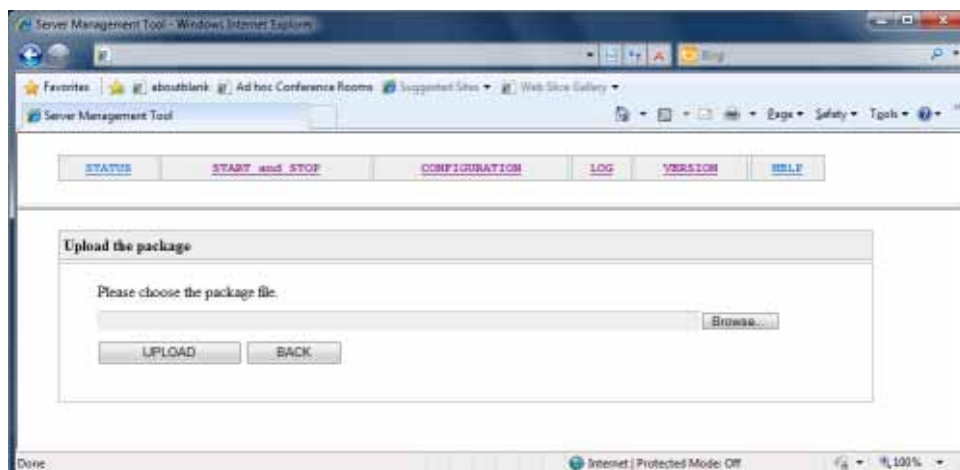 Server Management Tool - Windows Internet Explorer
Bing
Favorites aboutblank Ad hoc Conference Rooms Suggested Sites Web Slice Gallery
Server Management Tool Page Safety Tools
STATUS START and STOP CONFIGURATION LOG VERSION HELP
Upload the package
Please choose the package file.
Browse...
UPLOAD BACK
Done Internet | Protected Mode: Off 100%